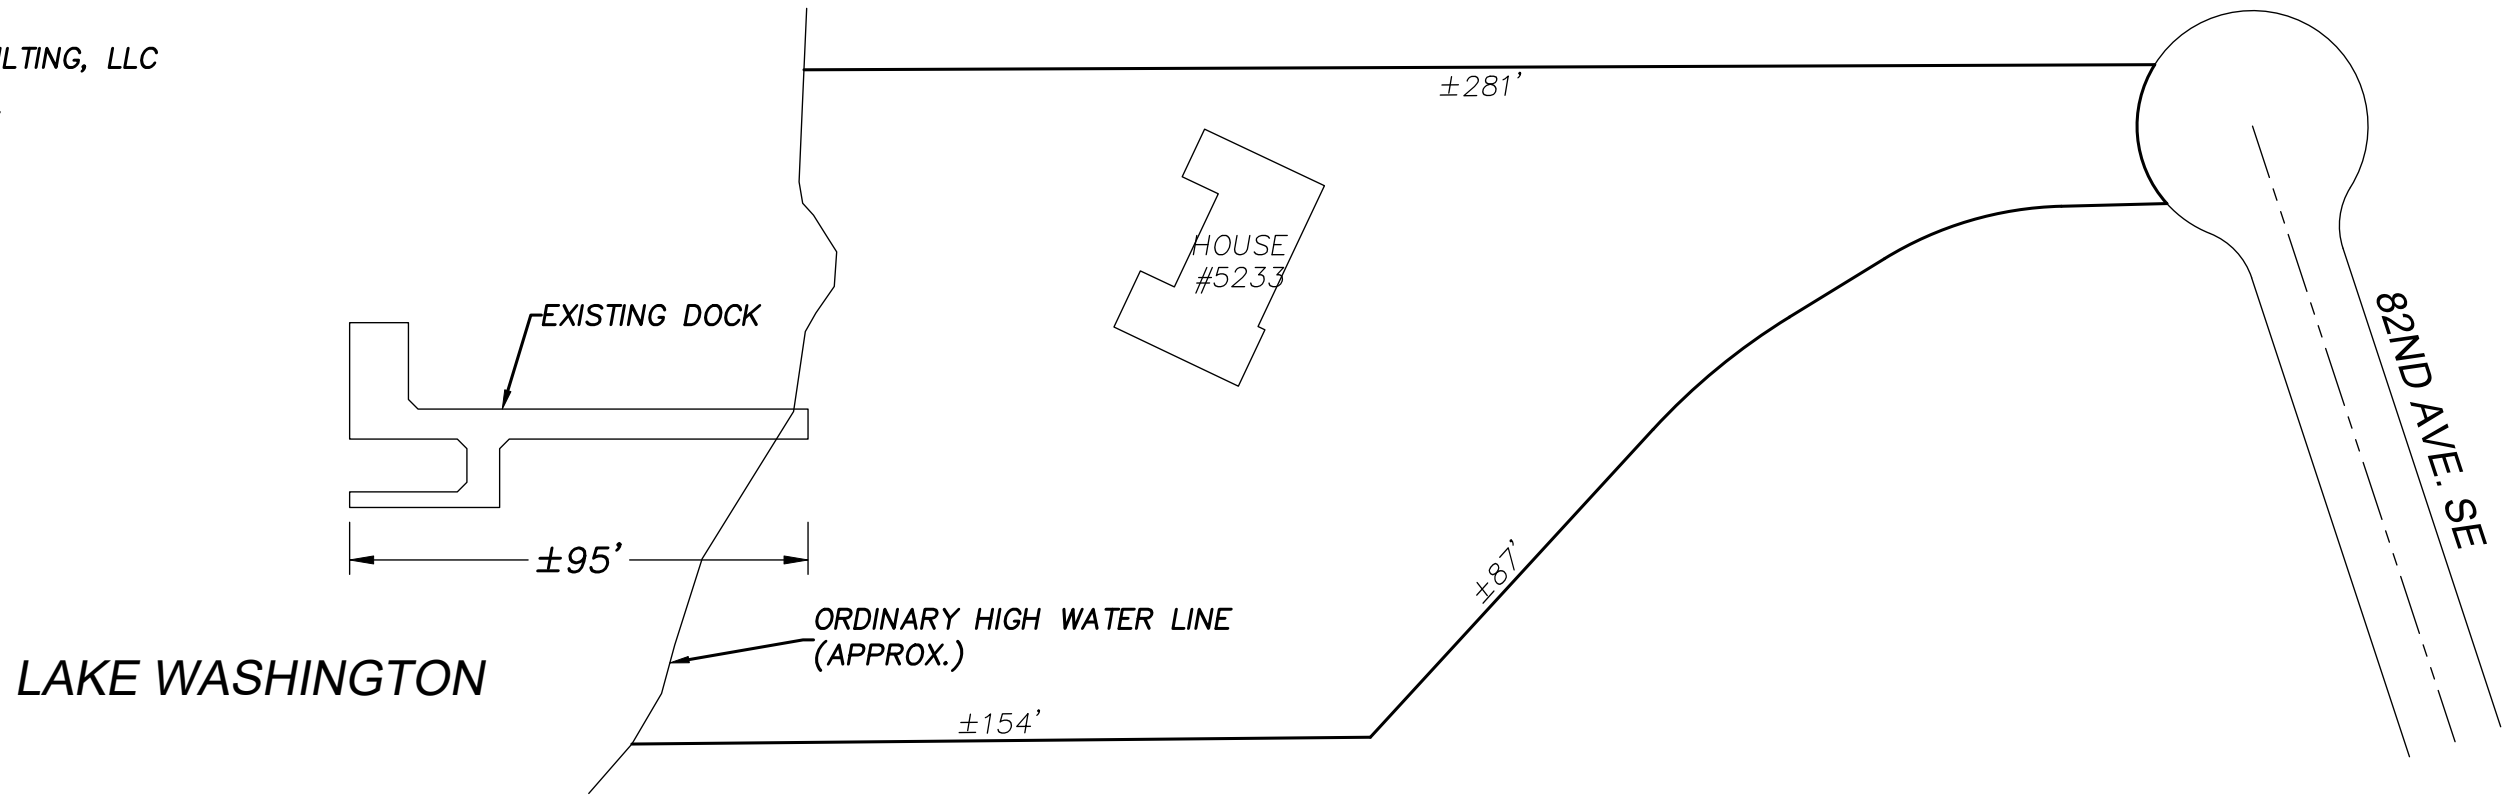 LTING, LLC
±281'
HOUSE
#5233
EXISTING DOCK
82ND AVE. SE
±95'
±87'
ORDINARY HIGH WATER LINE
(APPROX.)
LAKE WASHINGTON
±154'